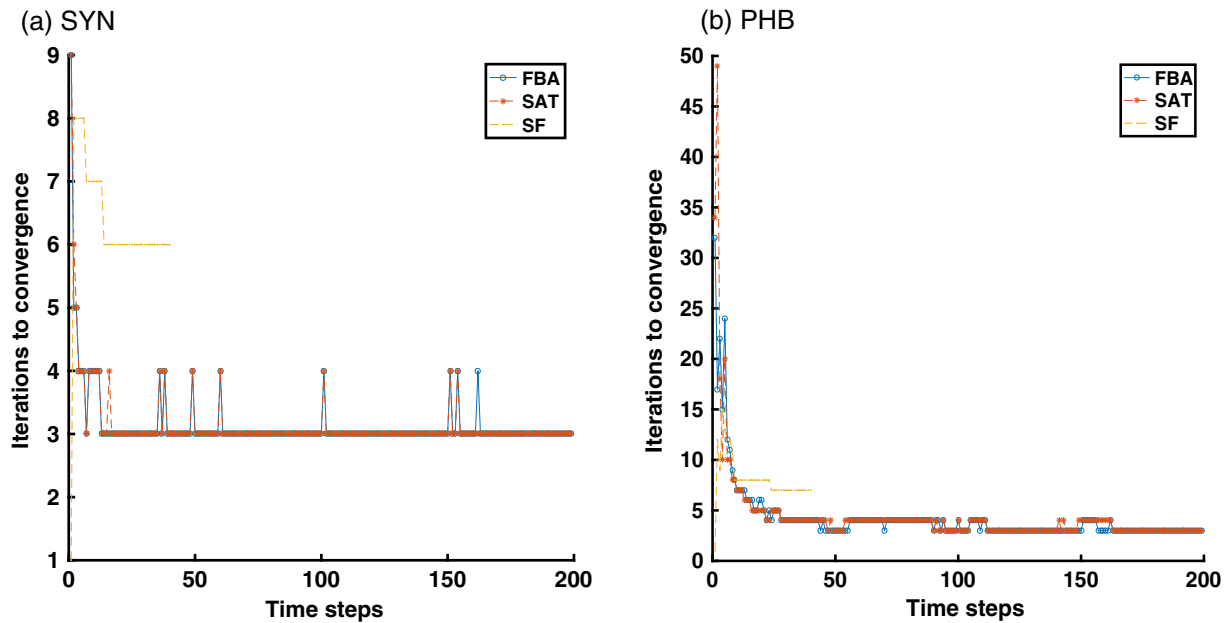 (a) SYN
9
8
7
6
5
4
3
2
1
Iterations to convergence
0
50
100
150
200
Time steps
FBA
SAT
SF
(b) PHB
50
45
40
35
30
25
20
15
10
5
0
Iterations to convergence
0
50
100
150
200
Time steps
FBA
SAT
SF